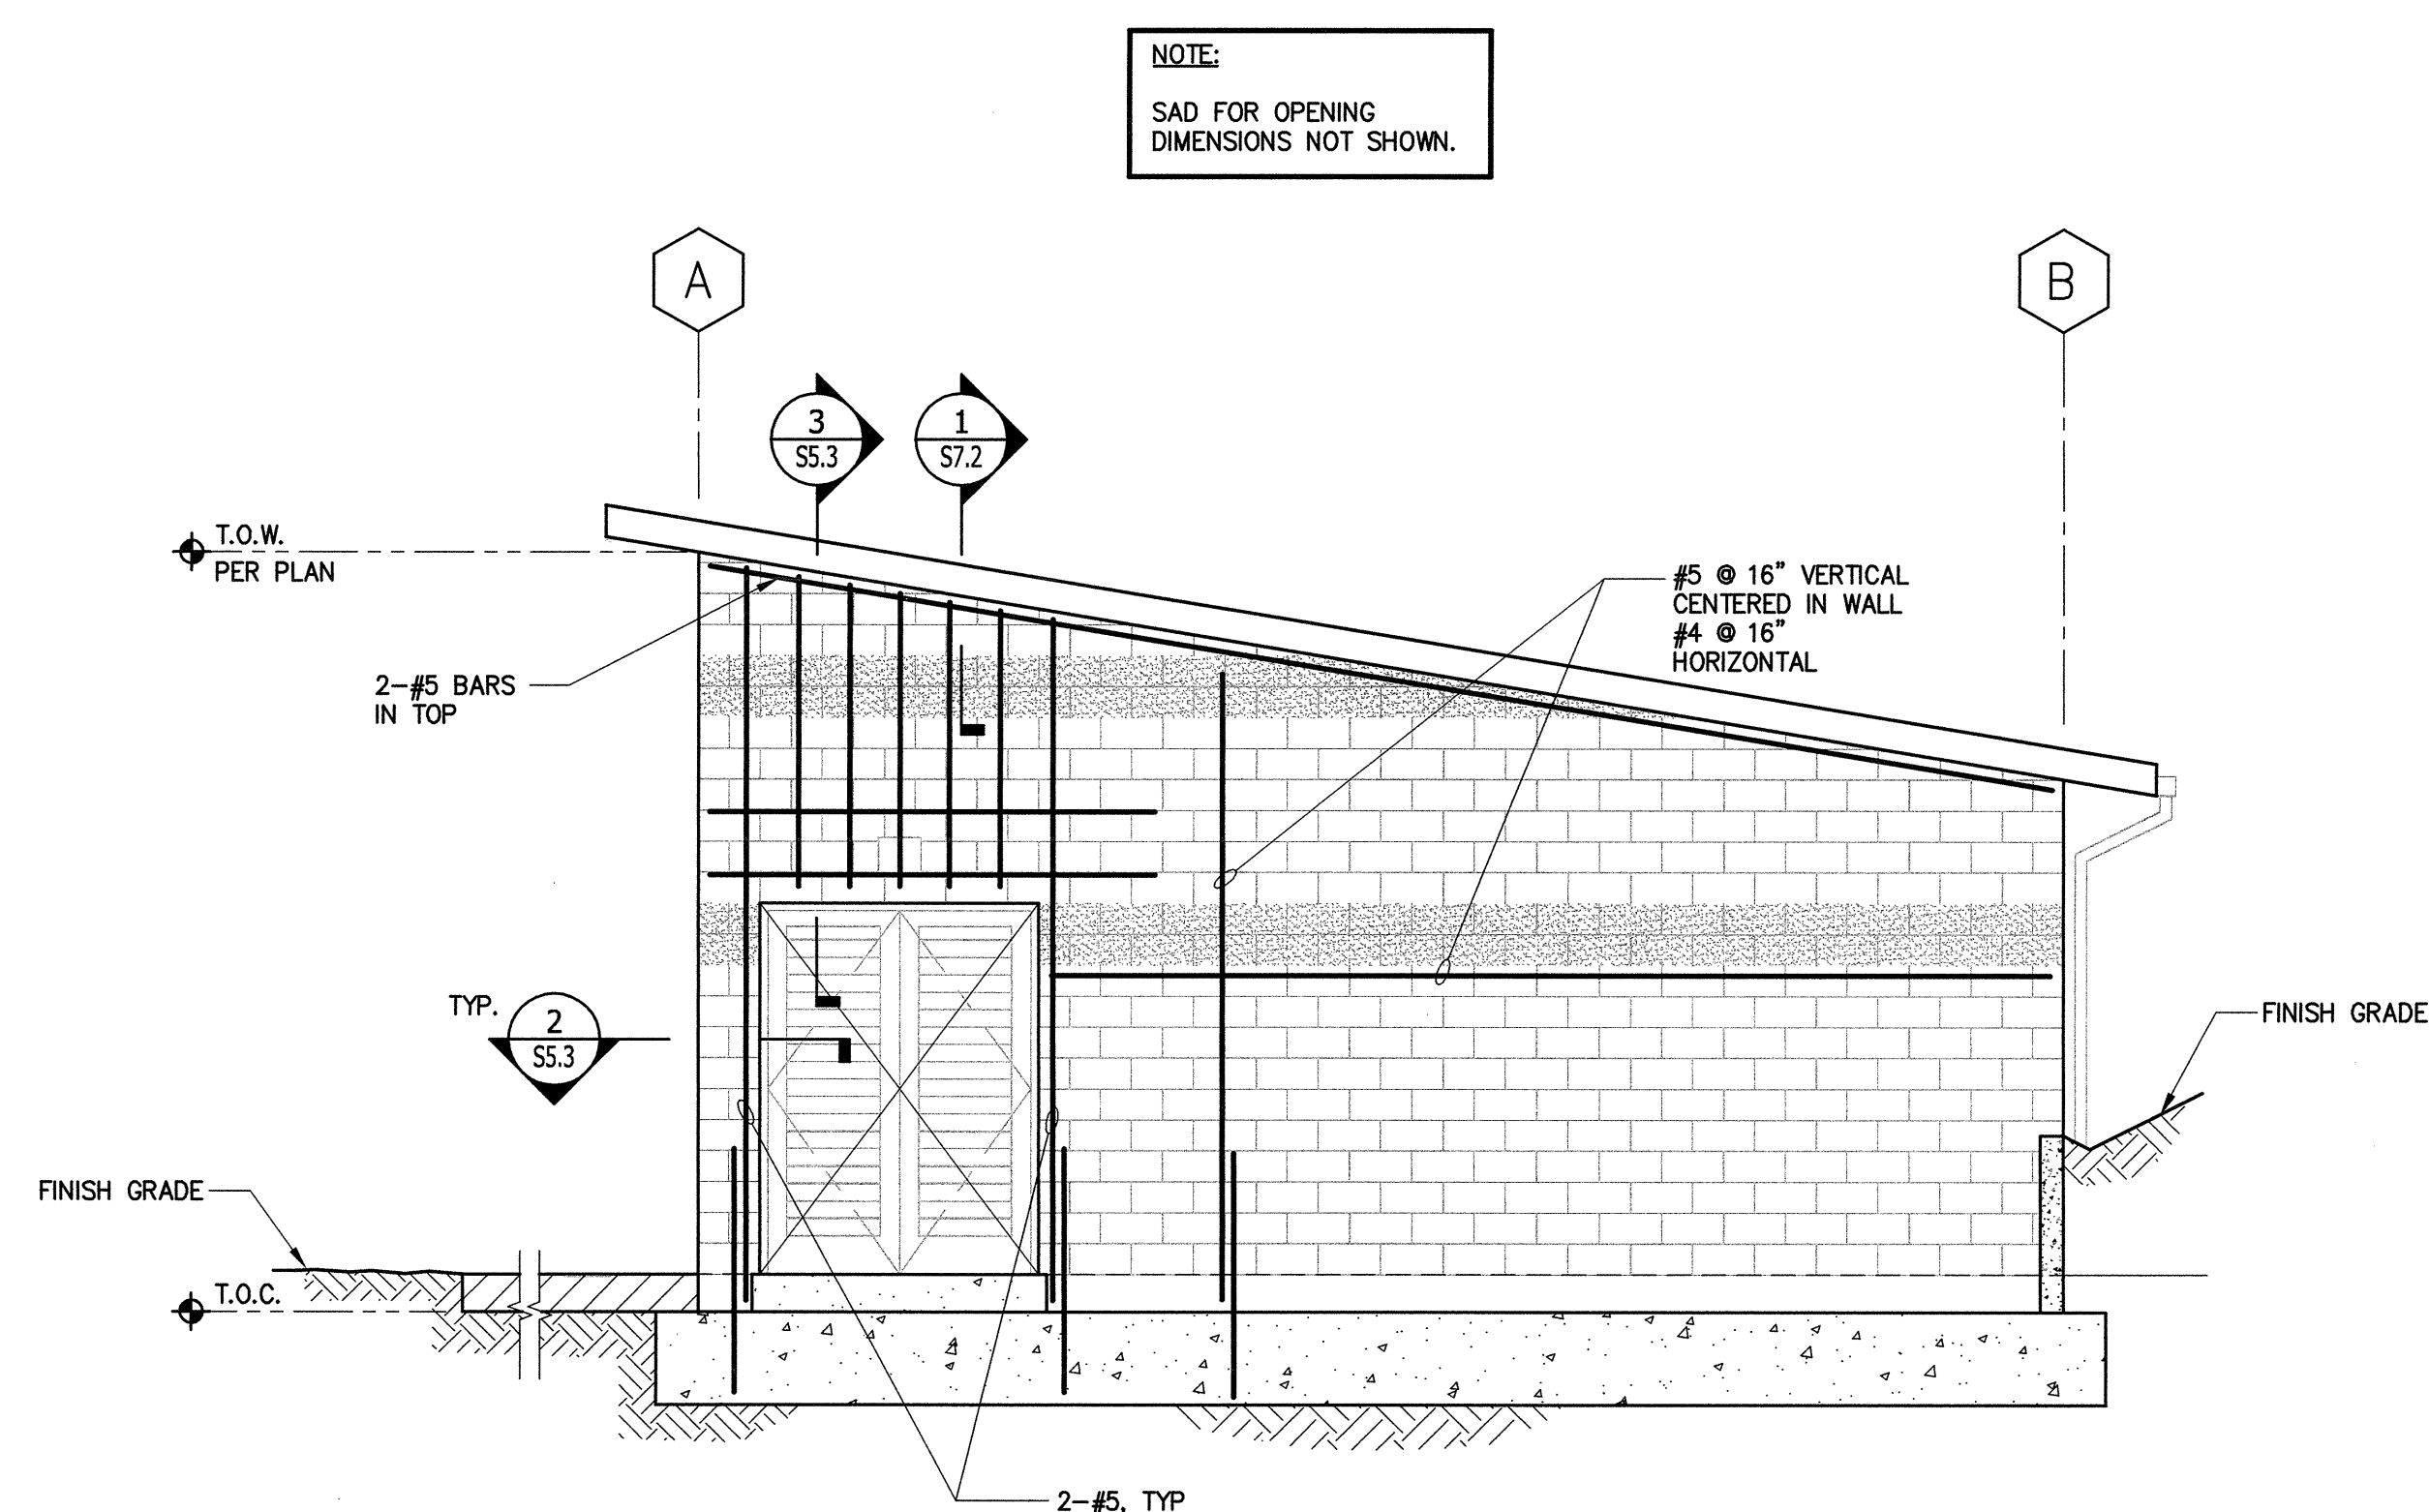 NOTE:
SAD FOR OPENING
DIMENSIONS NOT SHOWN.
A
B
3
S5.3
1
S7.2
T.O.W.
PER PLAN
#5 @ 16” VERTICAL
CENTERED IN WALL
#4 @ 16”
HORIZONTAL
2-#5 BARS
IN TOP
TYP.
2
S5.3
FINISH GRADE
FINISH GRADE
T.O.C.
2-#5, TYP